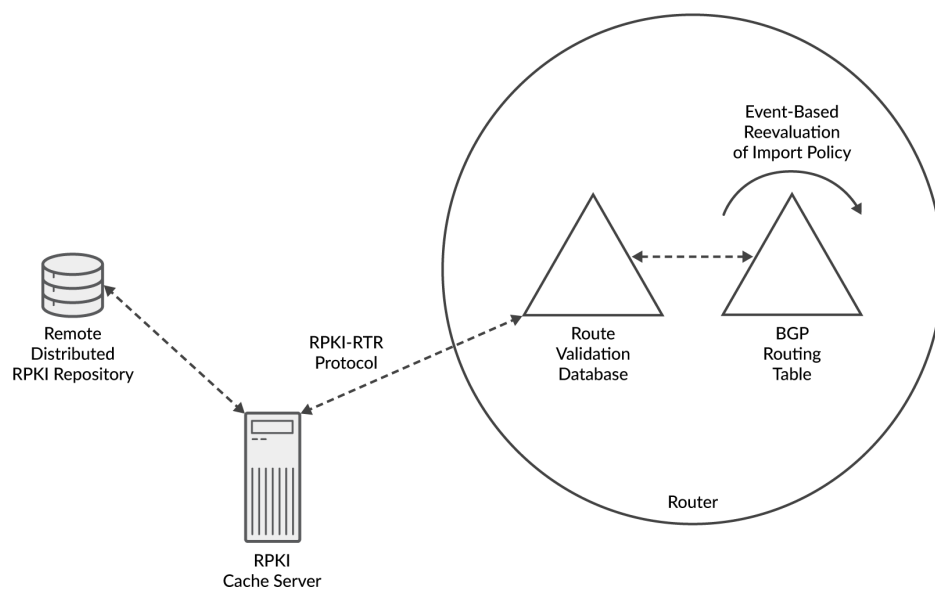 Event-Based
Reevaluation
of Import Policy
Remote
Distributed
RPKI Repository
RPKI-RTR
Protocol
Route
Validation
Database
BGP
Routing
Table
Router
RPKI
Cache Server